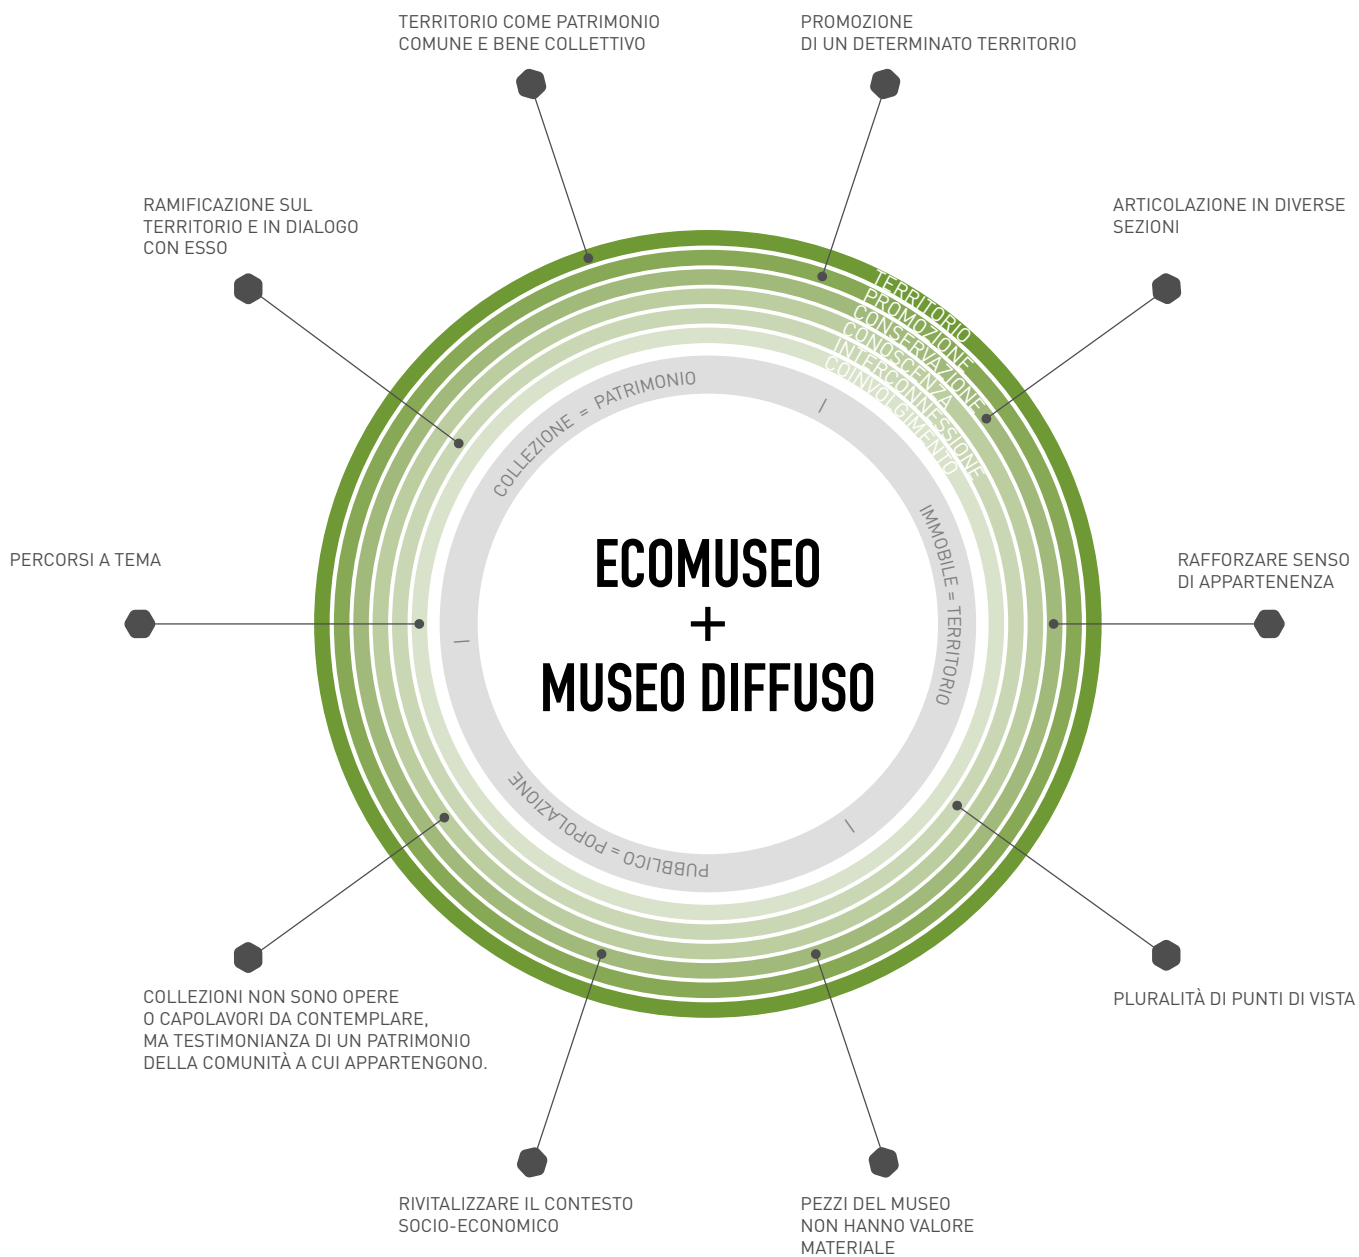 TERRITORIO COME PATRIMONIO
COMUNE E BENE COLLETTIVO
PROMOZIONE
DI UN DETERMINATO TERRITORIO
RAMIFICAZIONE SUL
TERRITORIO E IN DIALOGO
CON ESSO
ARTICOLAZIONE IN DIVERSE
SEZIONI
TERRITORIO
PROMOZIONE
CONSERVAZIONE
CONOSCENZA
INTERCONNESSIONE
COINVOLGIMENTO
COLLEZIONE = PATRIMONIO
IMMOBILE = TERRITORIO
PUBBLICO = POPOLAZIONE
ECOMUSEO
+
MUSEO DIFFUSO
PERCORSI A TEMA
RAFFORZARE SENSO
DI APPARTENENZA
COLLEZIONI NON SONO OPERE
O CAPOLAVORI DA CONTEMPLARE,
MA TESTIMONIANZA DI UN PATRIMONIO
DELLA COMUNITÀ A CUI APPARTENGONO.
PLURALITÀ DI PUNTI DI VISTA
RIVITALIZZARE IL CONTESTO
SOCIO-ECONOMICO
PEZZI DEL MUSEO
NON HANNO VALORE
MATERIALE